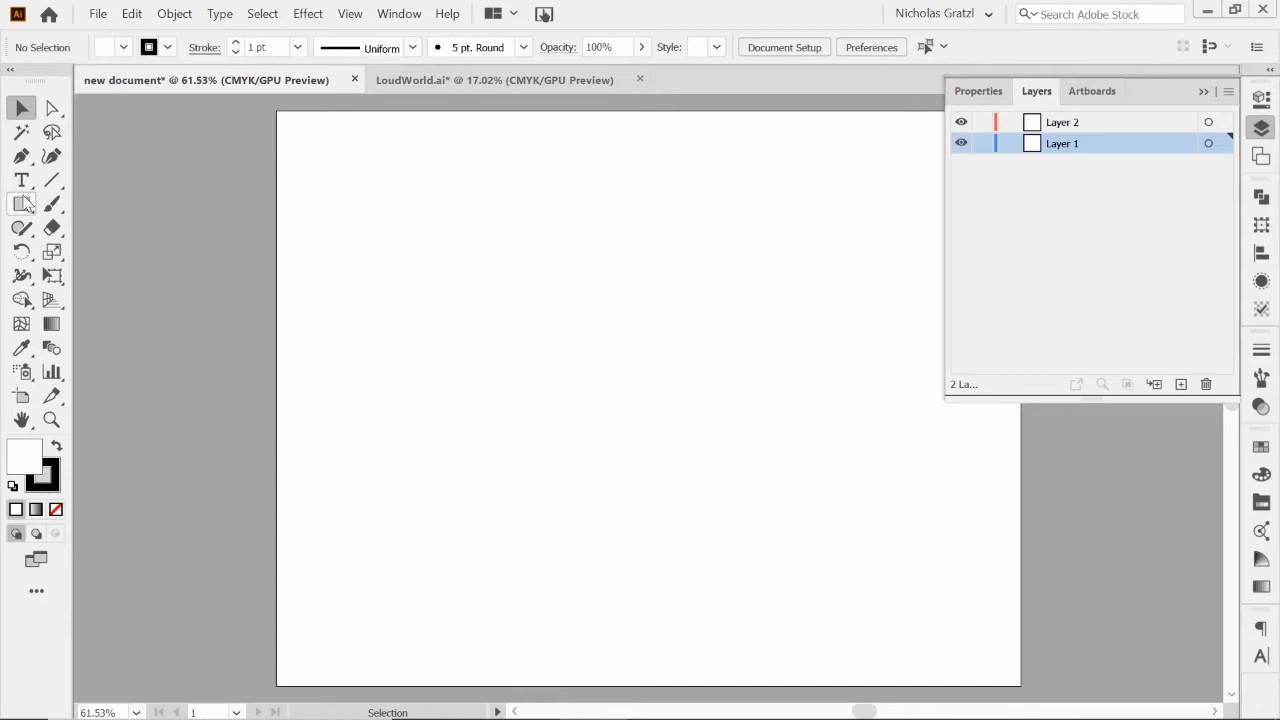 Ai File Edit Object Type Select Effect View Window Help Nicholas Gratzl Search Adobe Stock
No Selection Stroke: 1 pt Uniform 5 pt. Round Opacity: 100% Style: Document Setup Preferences
new document* @ 61.53% (CMYK/GPU Preview) LoudWorld.ai* @ 17.02% (CMYK/GPU Preview)
Properties Layers Artboards
Layer 2
Layer 1
2 La...
61.53% 1 Selection